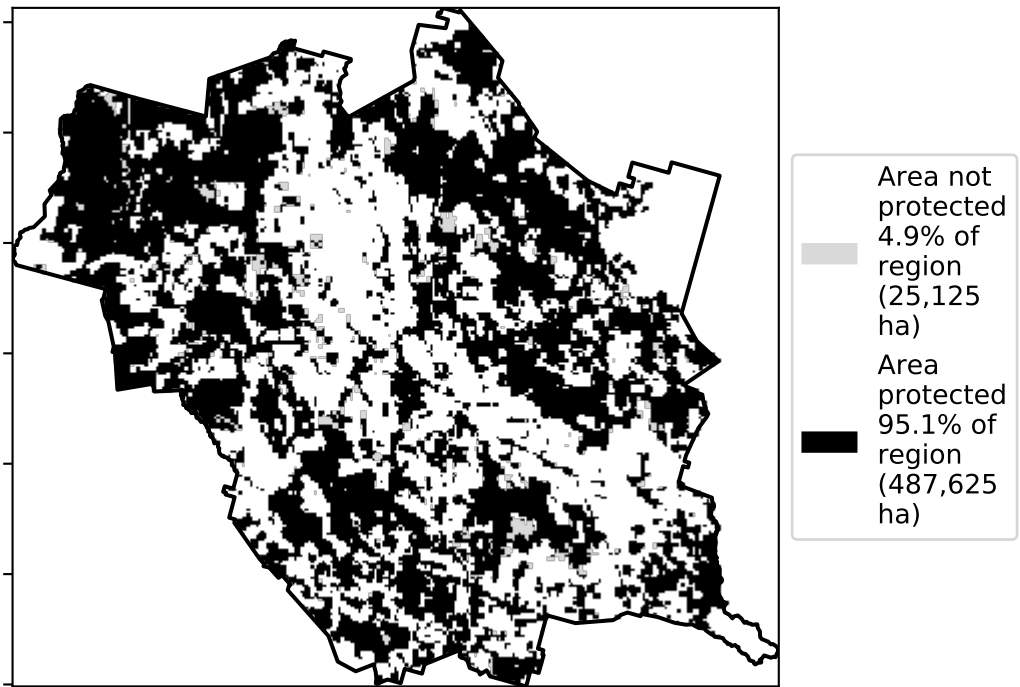 Area not
protected
4.9% of
region
(25,125
ha)
Area
protected
95.1% of
region
(487,625
ha)